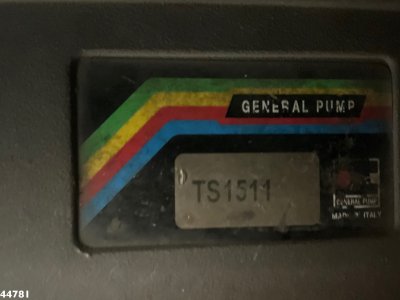 GENERAL PUMP
TS1511
GENERAL PUMP
MADE IN ITALY
44781